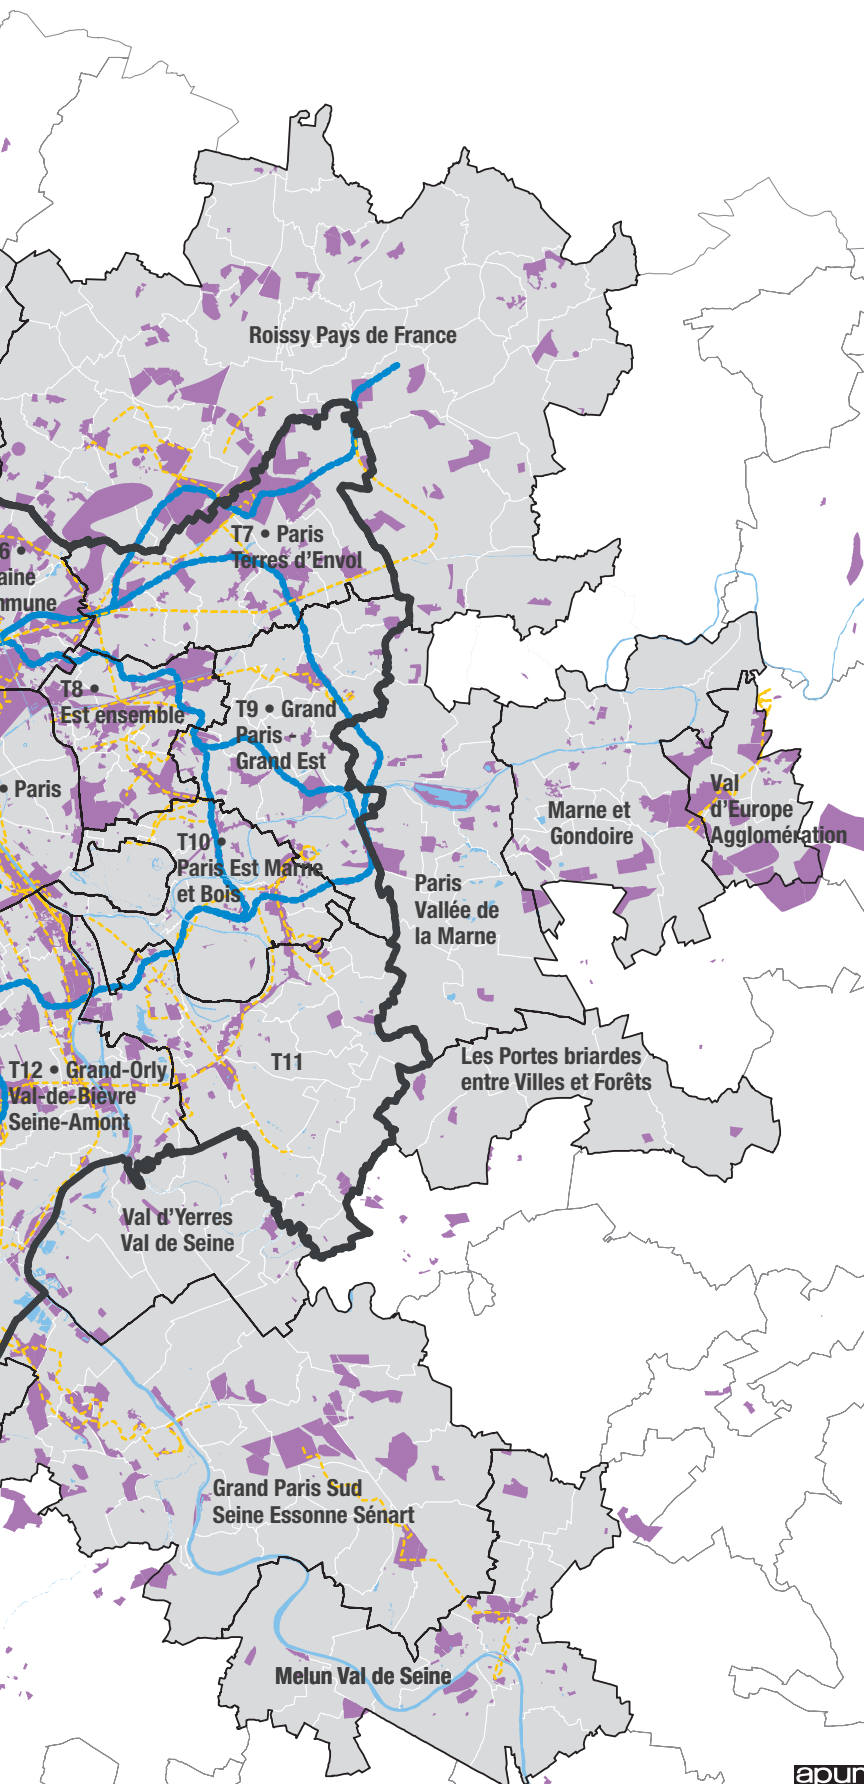 Roissy Pays de France
T7 • Paris
Terres d'Envol
6 •
aine
mmune
T8 •
Est ensemble
T9 • Grand
Paris -
Grand Est
• Paris
Val
d'Europe
Agglomération
Marne et
Gondoire
T10 •
Paris Est Marne
et Bois
Paris
Vallée de
la Marne
T11
Les Portes briardes
entre Villes et Forêts
T12 • Grand-Orly
Val-de-Bièvre
Seine-Amont
Val d'Yerres
Val de Seine
Grand Paris Sud
Seine Essonne Sénart
Melun Val de Seine
apur